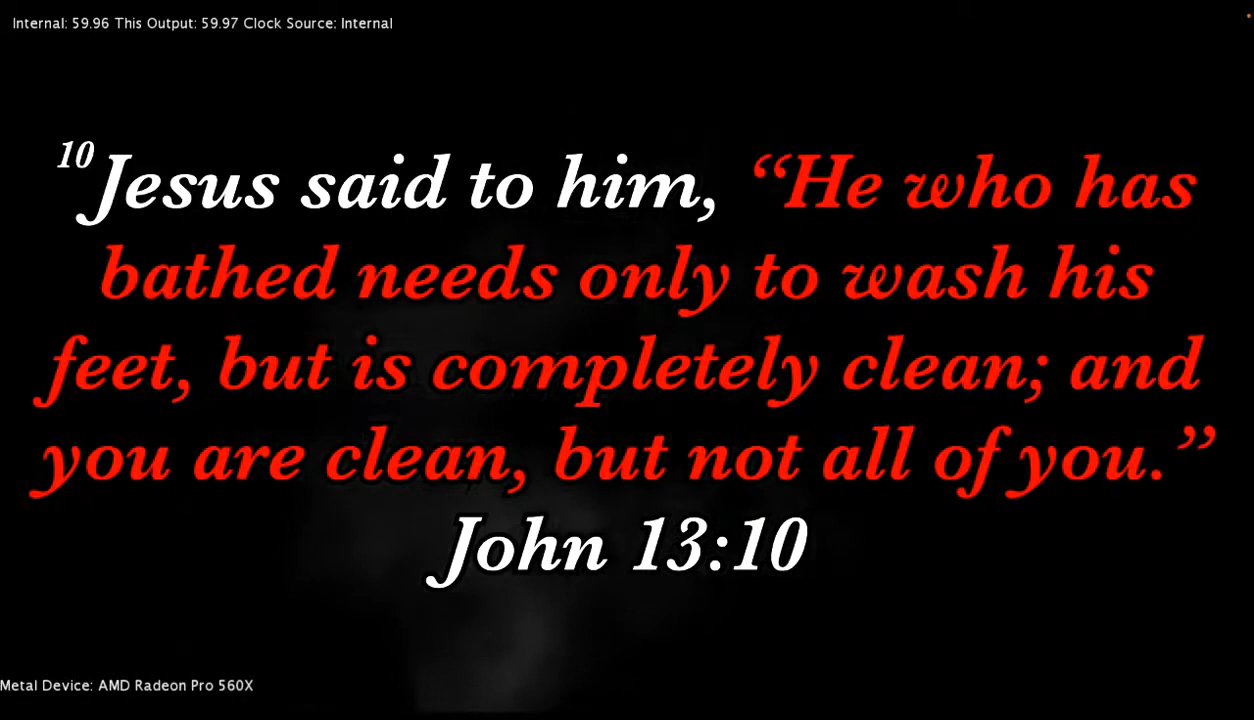 Internal: 59.96 This Output: 59.97 Clock Source: Internal
10 Jesus said to him, “He who has
bathed needs only to wash his
feet, but is completely clean; and
you are clean, but not all of you.”
John 13:10
Metal Device: AMD Radeon Pro 560X